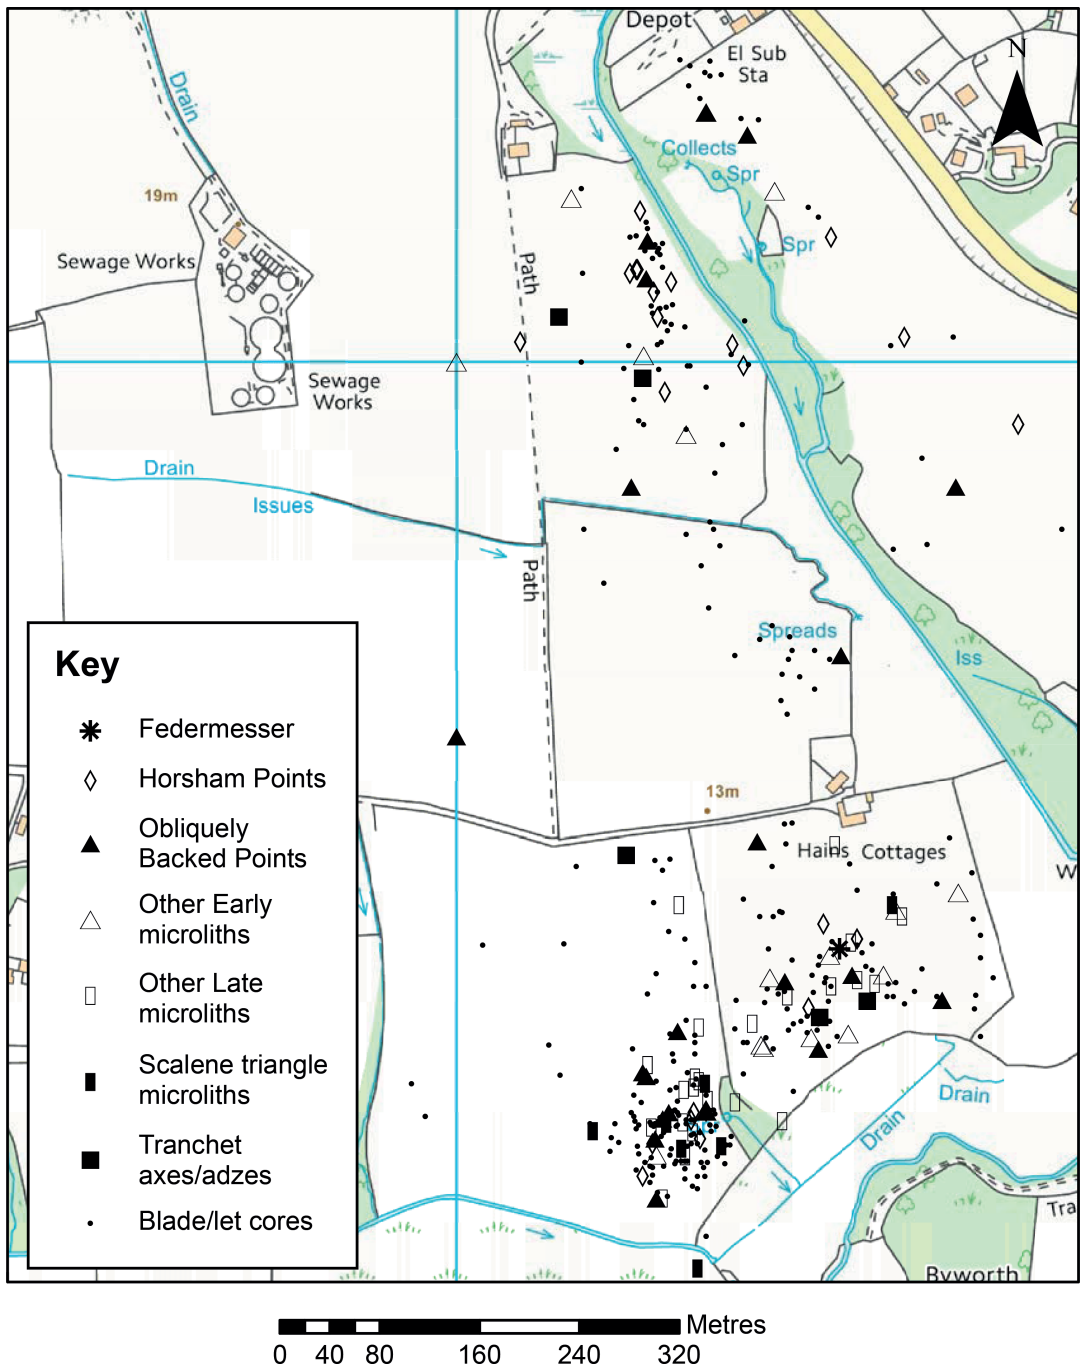 Depot
El Sub
Sta
N
Drain
Collects
Spr
19m
Spr
Sewage Works
Path
Sewage
Works
Drain
Issues
Path
Spreads
Iss
Key
Federmesser
Horsham Points
Obliquely
Backed Points
Other Early
microliths
Other Late
microliths
Scalene triangle
microliths
Tranchet
axes/adzes
Blade/let cores
13m
Hains Cottages
W
Drain
Drain
Tra
Byworth
Metres
0 40 80 160 240 320